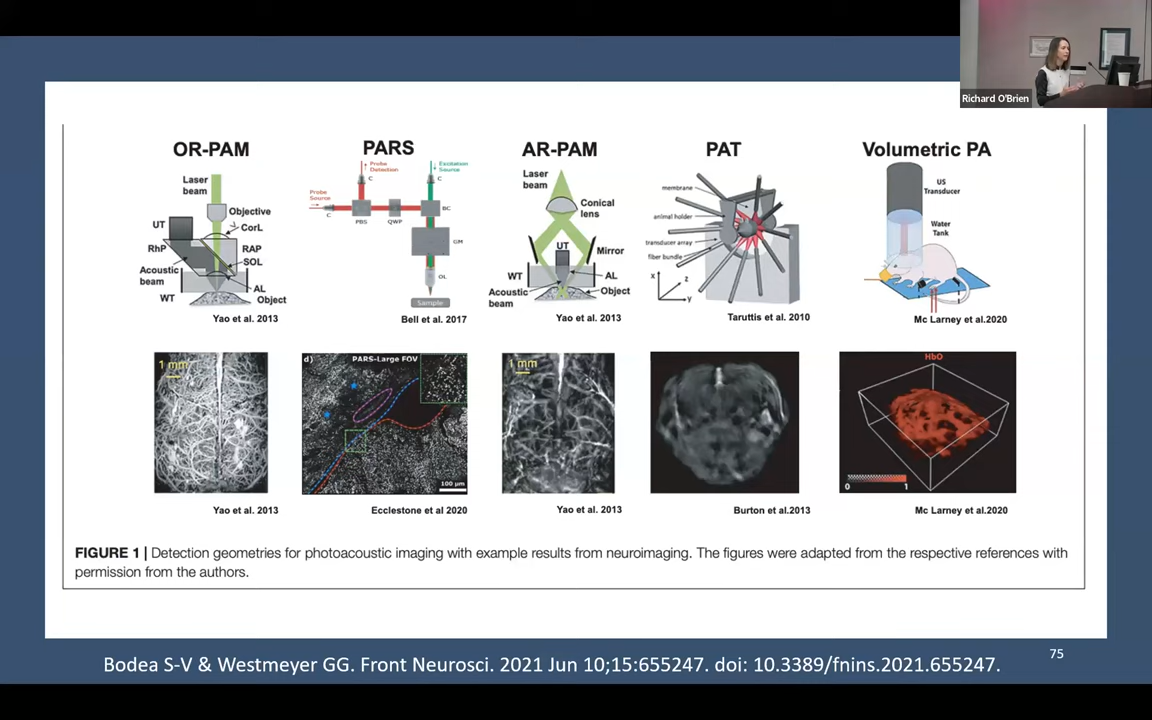 Richard O'Brien
OR-PAM
PARS
AR-PAM
PAT
Volumetric PA
Laser
beam
Objective
CorL
UT
RhP
RAP
SOL
Acoustic
beam
AL
WT
Object
Yao et al. 2013
Probe
Detection
Excitation
Source
Probe
Source
C
C
C
PBS
QWP
BC
GM
OL
Sample
Bell et al. 2017
Laser
beam
Conical
lens
UT
Mirror
WT
AL
Acoustic
beam
Object
Yao et al. 2013
membrane
animal holder
transducer array
fiber bundle
x
z
y
Taruttis et al. 2010
US
Transducer
Water
Tank
Mc Larney et al.2020
1 mm
Yao et al. 2013
d)
PARS-Large FOV
100 µm
Ecclestone et al 2020
1 mm
Yao et al. 2013
Burton et al.2013
HbO
0
1
Mc Larney et al.2020
FIGURE 1 | Detection geometries for photoacoustic imaging with example results from neuroimaging. The figures were adapted from the respective references with
permission from the authors.
Bodea S-V & Westmeyer GG. Front Neurosci. 2021 Jun 10;15:655247. doi: 10.3389/fnins.2021.655247.
75